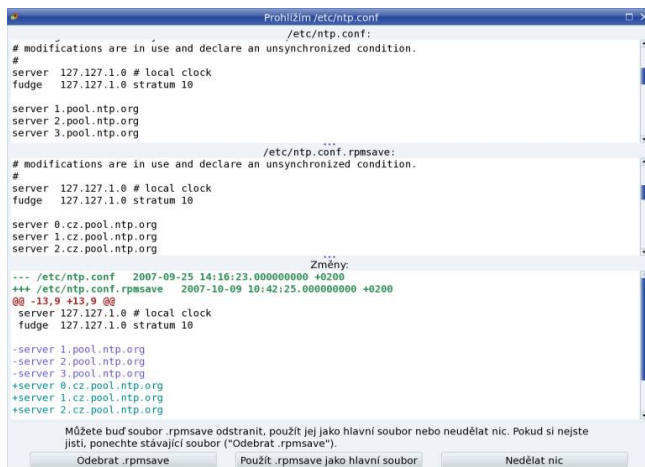 Prohlížím /etc/ntp.conf
/etc/ntp.conf:
# modifications are in use and declare an unsynchronized condition.
#
server  127.127.1.0 # local clock
fudge   127.127.1.0 stratum 10
server 1.pool.ntp.org
server 2.pool.ntp.org
server 3.pool.ntp.org
/etc/ntp.conf.rpmsave:
# modifications are in use and declare an unsynchronized condition.
#
server  127.127.1.0 # local clock
fudge   127.127.1.0 stratum 10
server 0.cz.pool.ntp.org
server 1.cz.pool.ntp.org
server 2.cz.pool.ntp.org
Změny:
--- /etc/ntp.conf   2007-09-25 14:16:23.000000000 +0200
+++ /etc/ntp.conf.rpmsave   2007-10-09 10:42:25.000000000 +0200
@@ -13,9 +13,9 @@
 server  127.127.1.0 # local clock
 fudge  127.127.1.0 stratum 10
-server 1.pool.ntp.org
-server 2.pool.ntp.org
-server 3.pool.ntp.org
+server 0.cz.pool.ntp.org
+server 1.cz.pool.ntp.org
+server 2.cz.pool.ntp.org
Můžete buď soubor .rpmsave odstranit, použít jej jako hlavní soubor nebo neudělat nic. Pokud si nejste
jisti, ponechte stávající soubor ("Odebrat .rpmsave").
Odebrat .rpmsave
Použít .rpmsave jako hlavní soubor
Nedělat nic